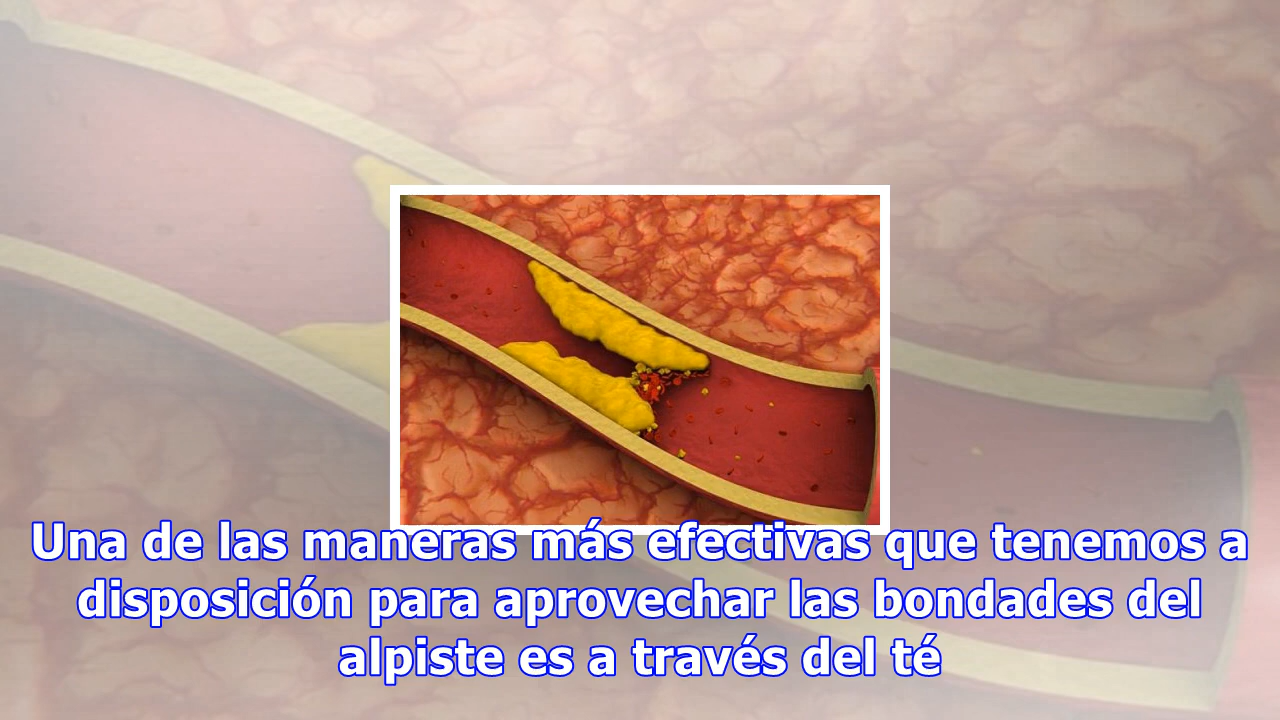 Una de las maneras más efectivas que tenemos a
disposición para aprovechar las bondades del
alpiste es a través del té